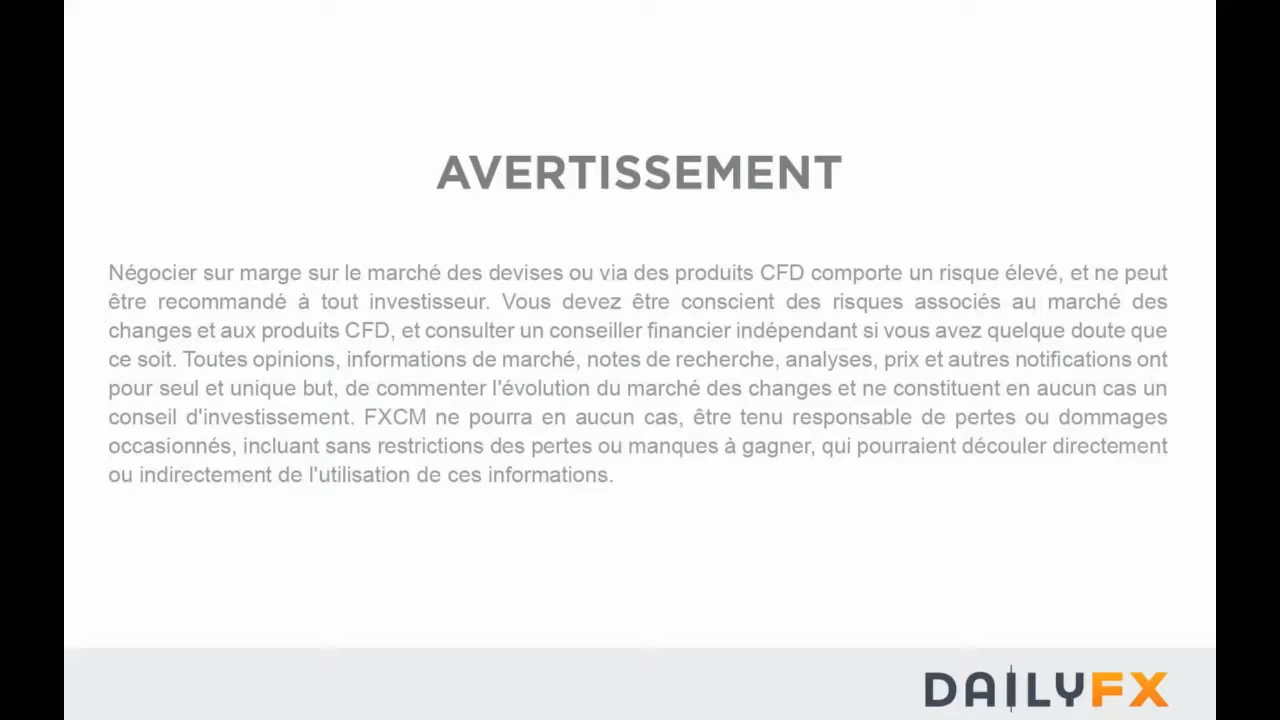 AVERTISSEMENT
Négocier sur marge sur le marché des devises ou via des produits CFD comporte un risque élevé, et ne peut
être recommandé à tout investisseur. Vous devez être conscient des risques associés au marché des
changes et aux produits CFD, et consulter un conseiller financier indépendant si vous avez quelque doute que
ce soit. Toutes opinions, informations de marché, notes de recherche, analyses, prix et autres notifications ont
pour seul et unique but, de commenter l'évolution du marché des changes et ne constituent en aucun cas un
conseil d'investissement. FXCM ne pourra en aucun cas, être tenu responsable de pertes ou dommages
occasionnés, incluant sans restrictions des pertes ou manques à gagner, qui pourraient découler directement
ou indirectement de l'utilisation de ces informations.
DAILYFX